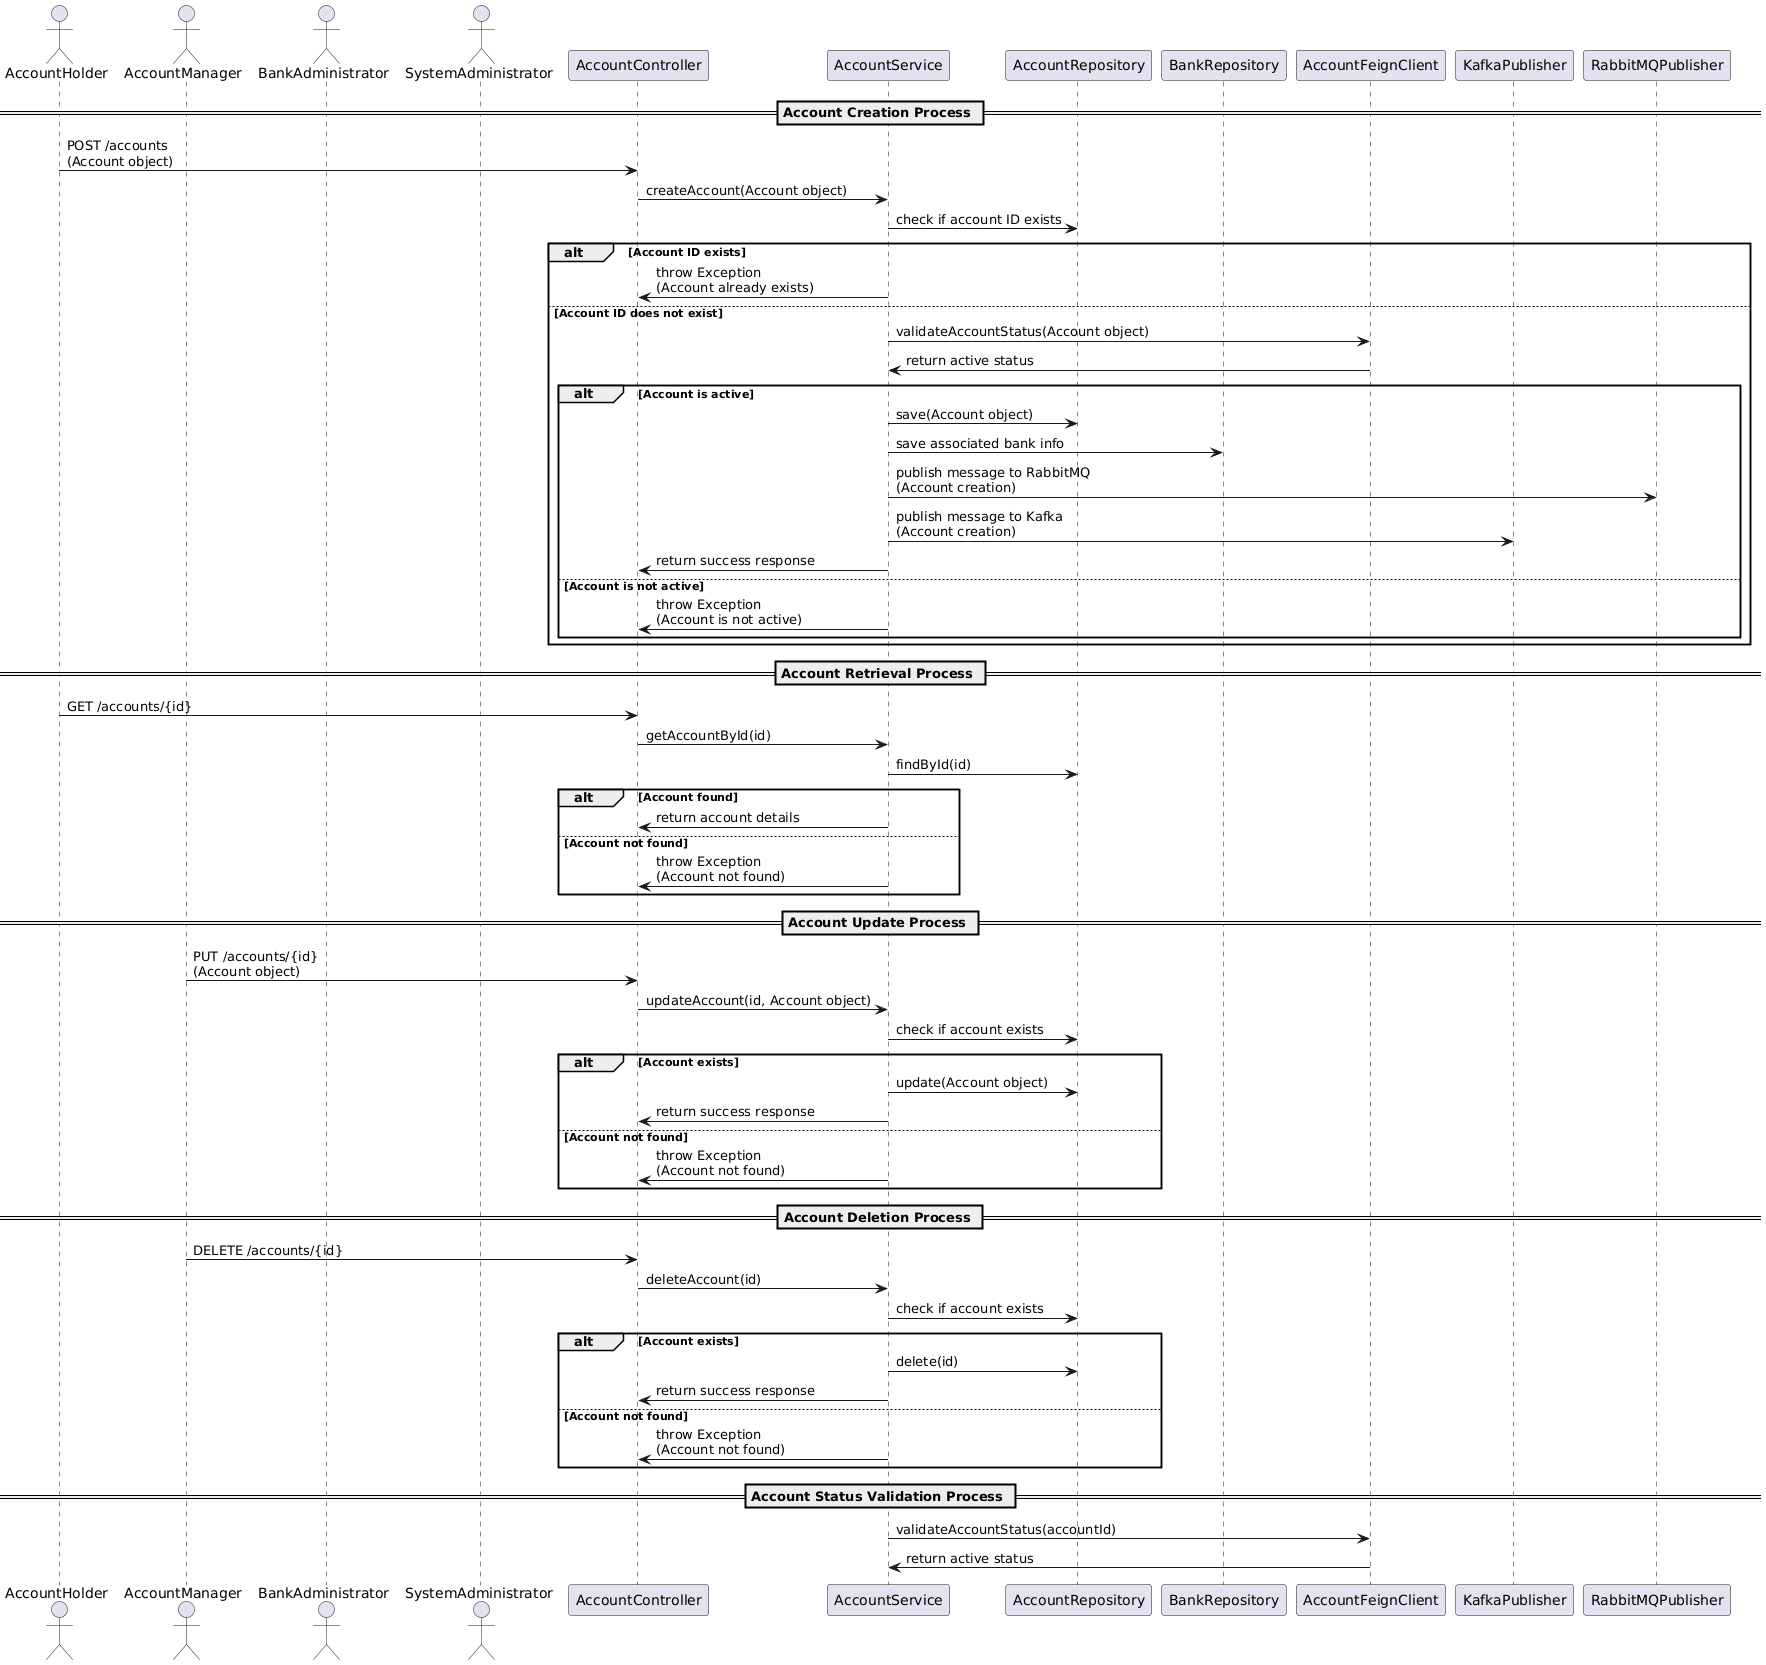 AccountHolder
AccountManager
BankAdministrator
SystemAdministrator
AccountController
AccountService
AccountRepository
BankRepository
AccountFeignClient
KafkaPublisher
RabbitMQPublisher
Account Creation Process
POST /accounts
(Account object)
createAccount(Account object)
check if account ID exists
alt
[Account ID exists]
throw Exception
(Account already exists)
[Account ID does not exist]
validateAccountStatus(Account object)
return active status
alt
[Account is active]
save(Account object)
save associated bank info
publish message to RabbitMQ
(Account creation)
publish message to Kafka
(Account creation)
return success response
[Account is not active]
throw Exception
(Account is not active)
Account Retrieval Process
GET /accounts/{id}
getAccountById(id)
findById(id)
alt
[Account found]
return account details
[Account not found]
throw Exception
(Account not found)
Account Update Process
PUT /accounts/{id}
(Account object)
updateAccount(id, Account object)
check if account exists
alt
[Account exists]
update(Account object)
return success response
[Account not found]
throw Exception
(Account not found)
Account Deletion Process
DELETE /accounts/{id}
deleteAccount(id)
check if account exists
alt
[Account exists]
delete(id)
return success response
[Account not found]
throw Exception
(Account not found)
Account Status Validation Process
validateAccountStatus(accountId)
return active status
AccountHolder
AccountManager
BankAdministrator
SystemAdministrator
AccountController
AccountService
AccountRepository
BankRepository
AccountFeignClient
KafkaPublisher
RabbitMQPublisher